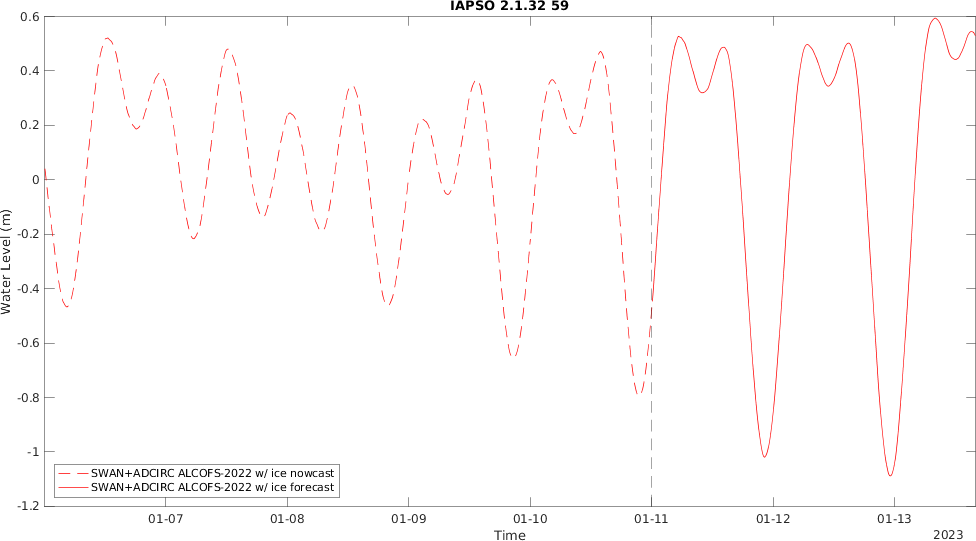 IAPSO 2.1.32 59
0.6
0.4
0.2
0
-0.2
-0.4
-0.6
-0.8
-1
-1.2
Water Level (m)
SWAN+ADCIRC ALCOFS-2022 w/ ice nowcast
SWAN+ADCIRC ALCOFS-2022 w/ ice forecast
01-07 01-08 01-09 01-10 01-11 01-12 01-13
Time
2023